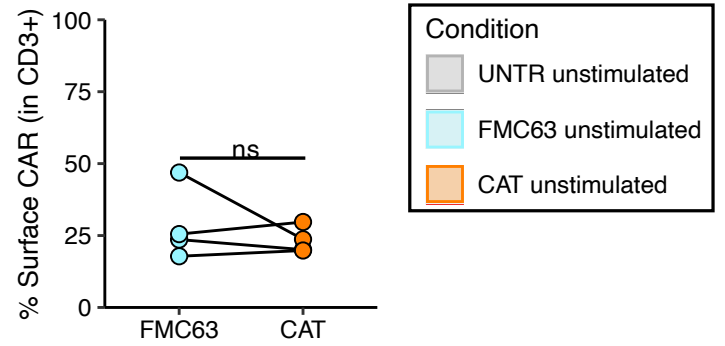 % Surface CAR (in CD3+)
100
75
50
25
0
ns
FMC63
CAT
Condition
UNTR unstimulated
FMC63 unstimulated
CAT unstimulated